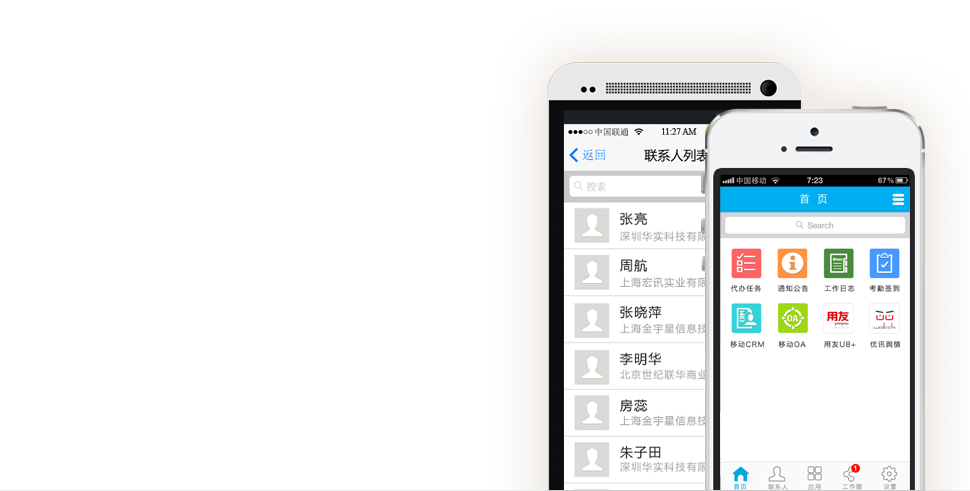 中国联通 11:27 AM
返回 联系人列表
搜索
张亮
深圳华实科技有限
周航
上海宏讯实业有限
张晓萍
上海金宇星信息技
李明华
北京世纪联华商业
房蕊
上海金宇星信息技
朱子田
深圳华实科技有限
中国移动 7:23 67%
首 页
Search
代办任务 通知公告 工作日志 考勤签到
OA 用友
移动CRM 移动OA 用友U8+ 优讯舆情
1
首页 联系人 应用 工作圈 设置